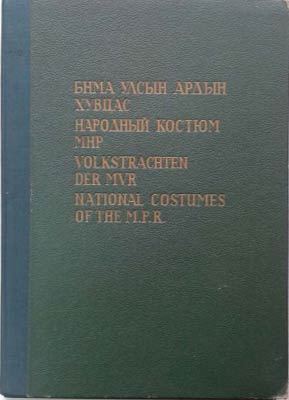 БНМА УЛСЫН АРДЫН
ХУВЦАС
НАРОДНЫЙ КОСТЮМ
МНР
VOLKSTRACHTEN
DER MVR
NATIONAL COSTUMES
OF THE M.P.R.